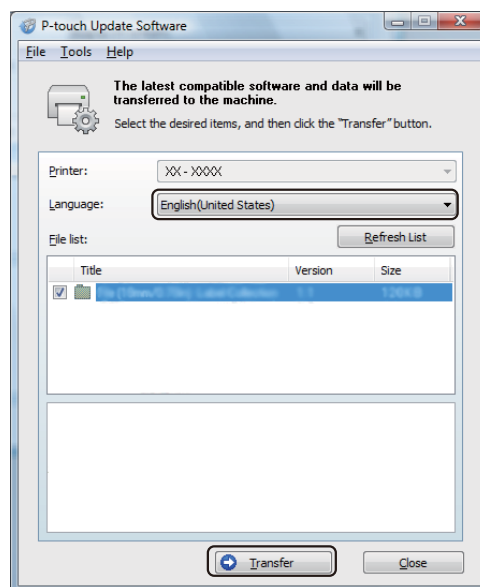 P-touch Update Software
File Tools Help
The latest compatible software and data will be
transferred to the machine.
Select the desired items, and then click the "Transfer" button.
Printer: XX - XXXX
Language: English(United States)
File list: Refresh List
Title Version Size
Transfer Close